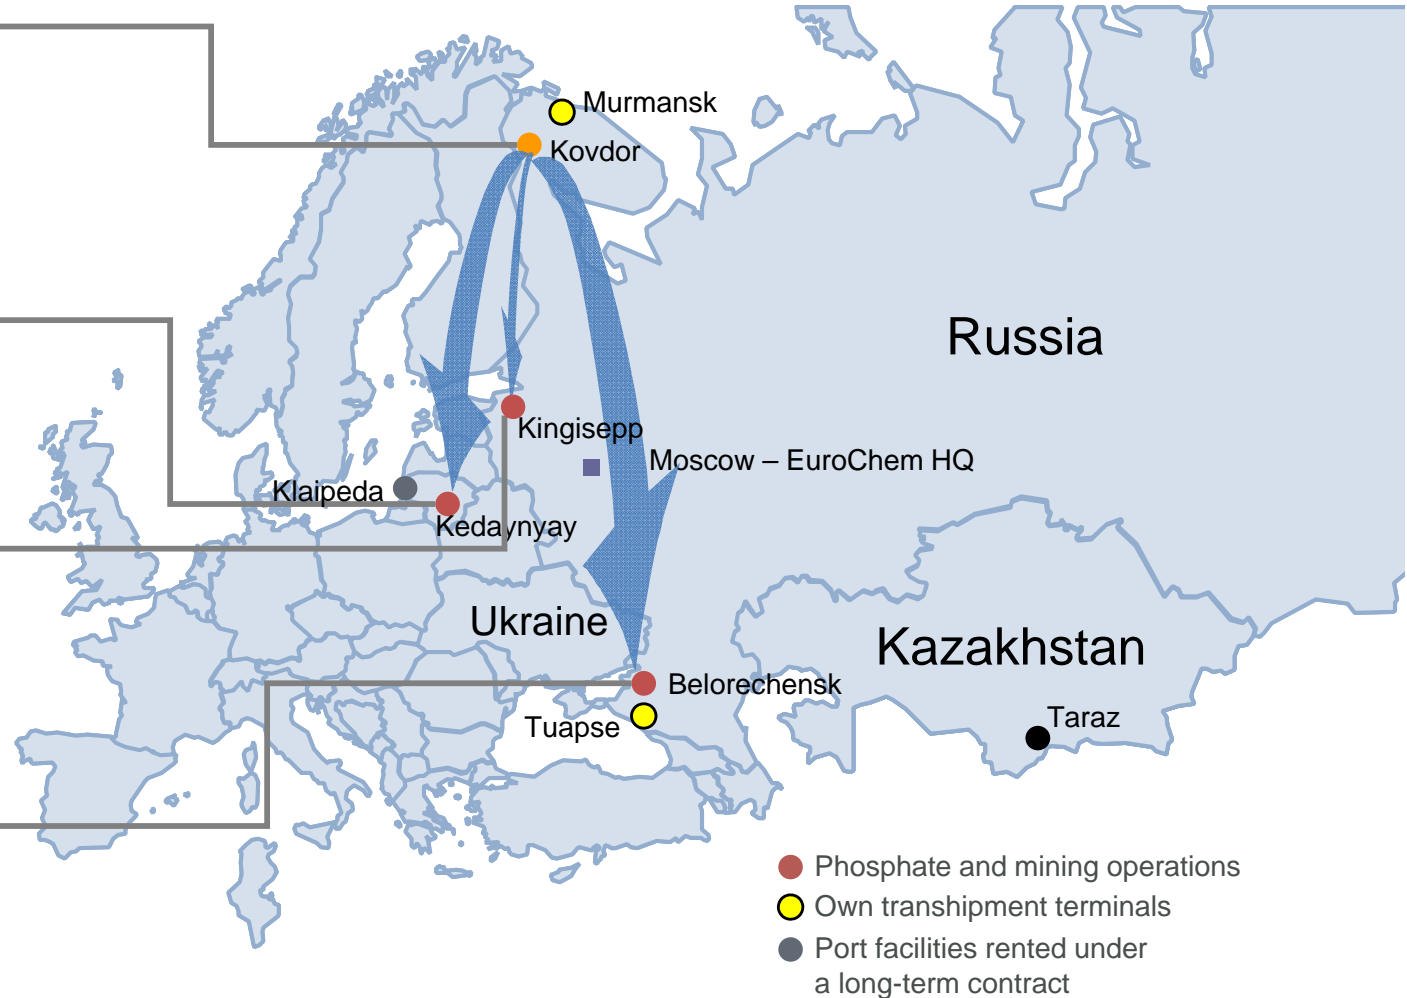 Murmansk
Kovdor
Russia
Kingisepp
Moscow – EuroChem HQ
Klaipeda
Kedaynyay
Ukraine
Kazakhstan
Belorechensk
Taraz
Tuapse
Phosphate and mining operations
Own transhipment terminals
Port facilities rented under
a long-term contract